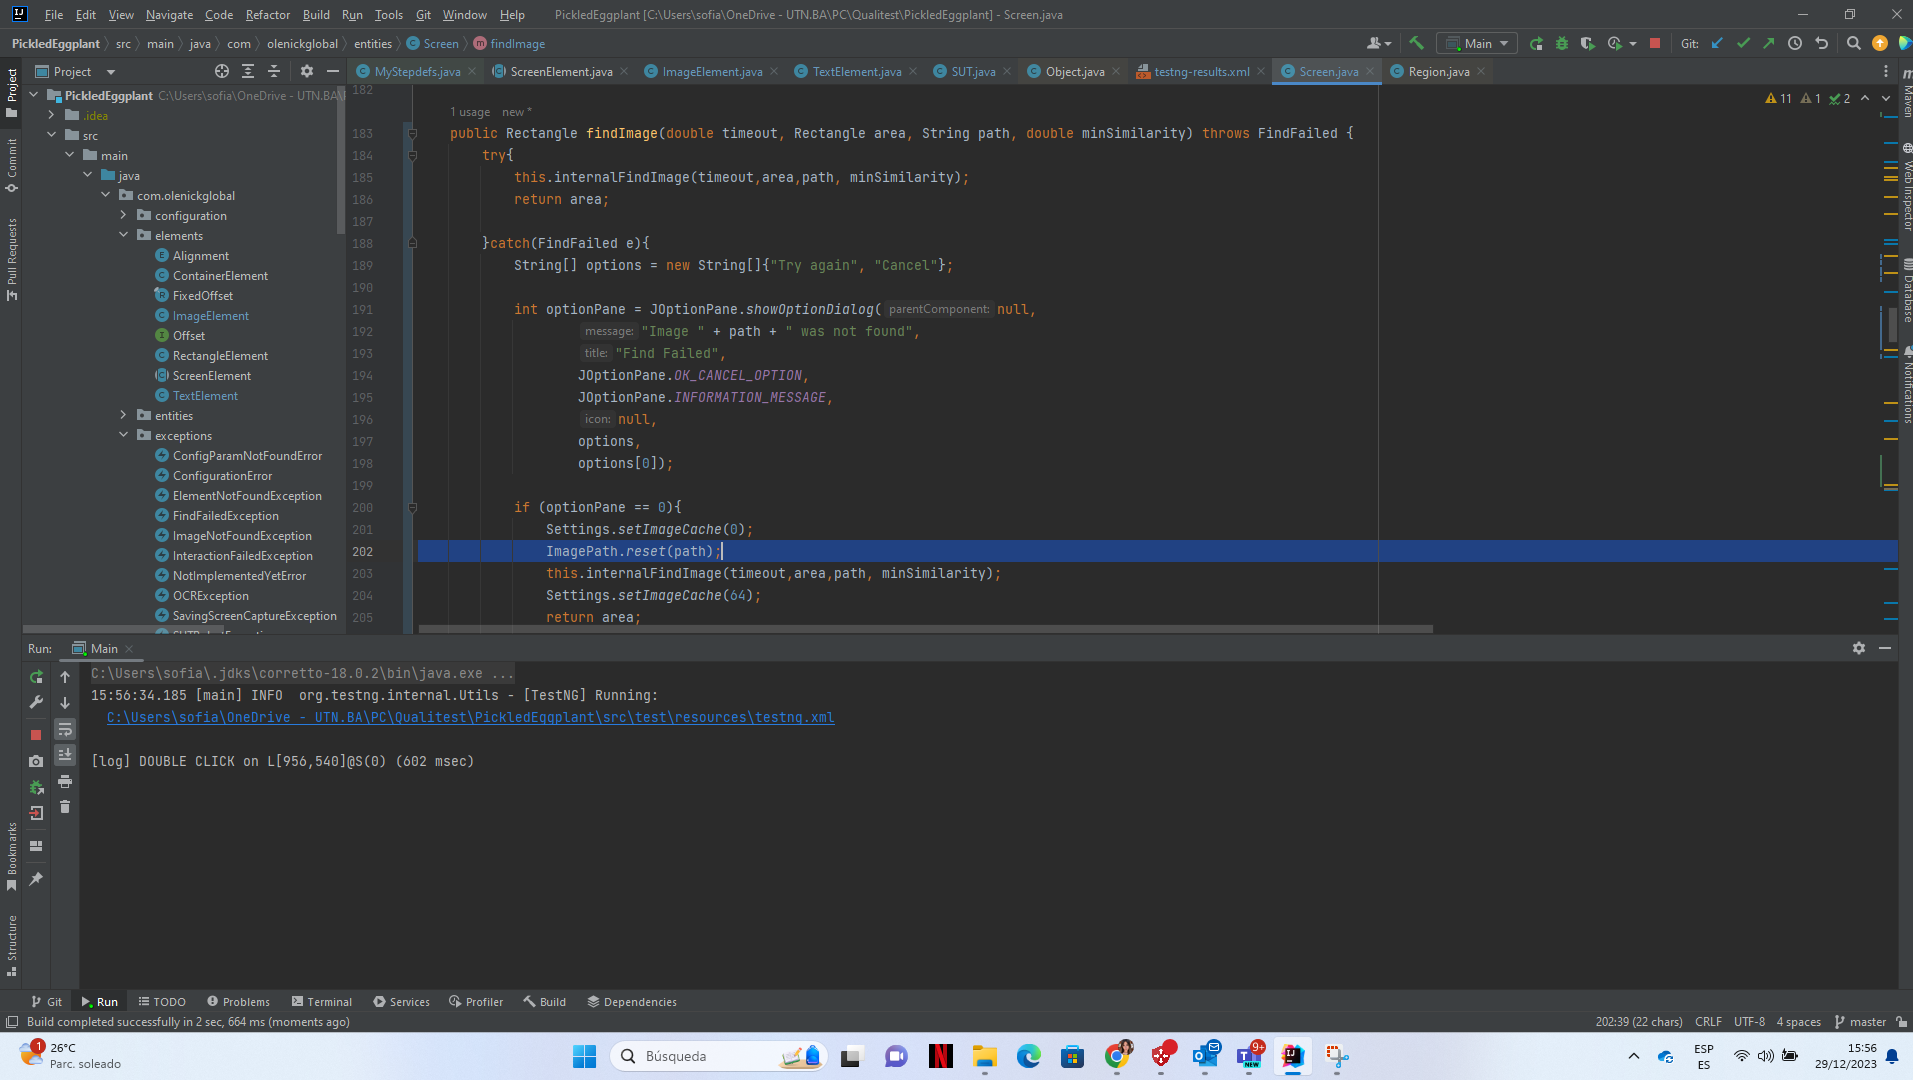 File Edit View Navigate Code Refactor Build Run Tools Git Window Help PickledEggplant [C:\Users\sofia\OneDrive - UTN.BA\PC\Qualitest\PickledEggplant] - Screen.java
PickledEggplant src main java com olenickglobal entities Screen findImage Main Git:
Project
MyStepdefs.java ScreenElement.java ImageElement.java TextElement.java SUT.java Object.java testng-results.xml Screen.java Region.java
PickledEggplant C:\Users\sofia\OneDrive - UTN.BA\
.idea
src
main
java
com.olenickglobal
configuration
elements
Alignment
ContainerElement
FixedOffset
ImageElement
Offset
RectangleElement
ScreenElement
TextElement
entities
exceptions
ConfigParamNotFoundError
ConfigurationError
ElementNotFoundException
FindFailedException
ImageNotFoundException
InteractionFailedException
NotImplementedYetError
OCRException
SavingScreenCaptureException
Project
Commit
Pull Requests
Bookmarks
Structure
11 1 2
182
1 usage new *
183 public Rectangle findImage(double timeout, Rectangle area, String path, double minSimilarity) throws FindFailed {
184 try{
185 this.internalFindImage(timeout,area,path, minSimilarity);
186 return area;
187
188 }catch(FindFailed e){
189 String[] options = new String[]{"Try again", "Cancel"};
190
191 int optionPane = JOptionPane.showOptionDialog( parentComponent: null,
192 message: "Image " + path + " was not found",
193 title: "Find Failed",
194 JOptionPane.OK_CANCEL_OPTION,
195 JOptionPane.INFORMATION_MESSAGE,
196 icon: null,
197 options,
198 options[0]);
199
200 if (optionPane == 0){
201 Settings.setImageCache(0);
202 ImagePath.reset(path);
203 this.internalFindImage(timeout,area,path, minSimilarity);
204 Settings.setImageCache(64);
205 return area;
Maven
Web Inspector
Database
Notifications
Run: Main
C:\Users\sofia\.jdks\corretto-18.0.2\bin\java.exe ...
15:56:34.185 [main] INFO org.testng.internal.Utils - [TestNG] Running:
C:\Users\sofia\OneDrive - UTN.BA\PC\Qualitest\PickledEggplant\src\test\resources\testng.xml
[log] DOUBLE CLICK on L[956,540]@S(0) (602 msec)
Git Run TODO Problems Terminal Services Profiler Build Dependencies
Build completed successfully in 2 sec, 664 ms (moments ago) 202:39 (22 chars) CRLF UTF-8 4 spaces master
1 26°C
Parc. soleado
Búsqueda
9+
NEW
ESP
ES
15:56
29/12/2023